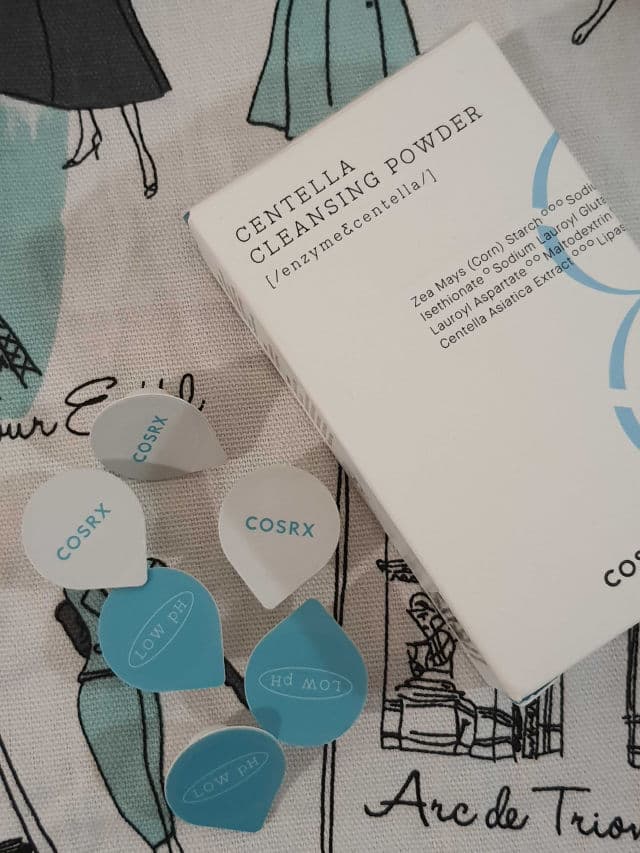 CENTELLA
CLEANSING POWDER
[/enzyme&centella/]
Zea Mays (Corn) Starch °°° Sodiu
Isethionate ° Sodium Lauroyl Gluta
Lauroyl Aspartate °° Maltodextrin
Centella Asiatica Extract °°° Lipas
COS
COSRX
COSRX
COSRX
LOW pH
LOW pH
LOW pH
Arc de Triom